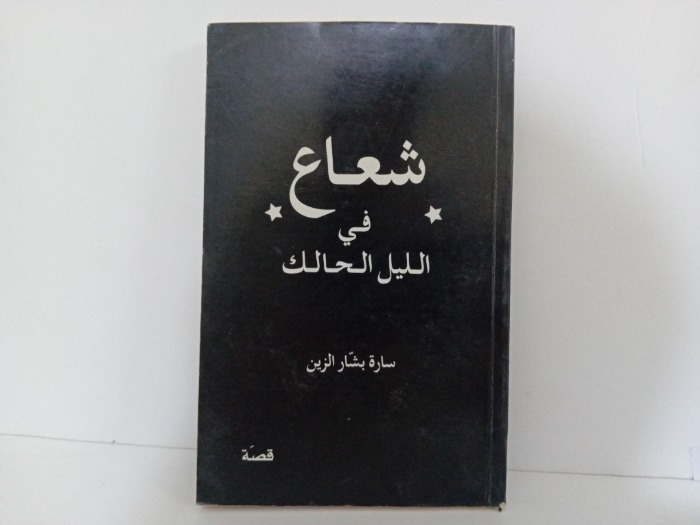 شعاع
في
الليل الحالك
سارة بشّار الزين
قصّة